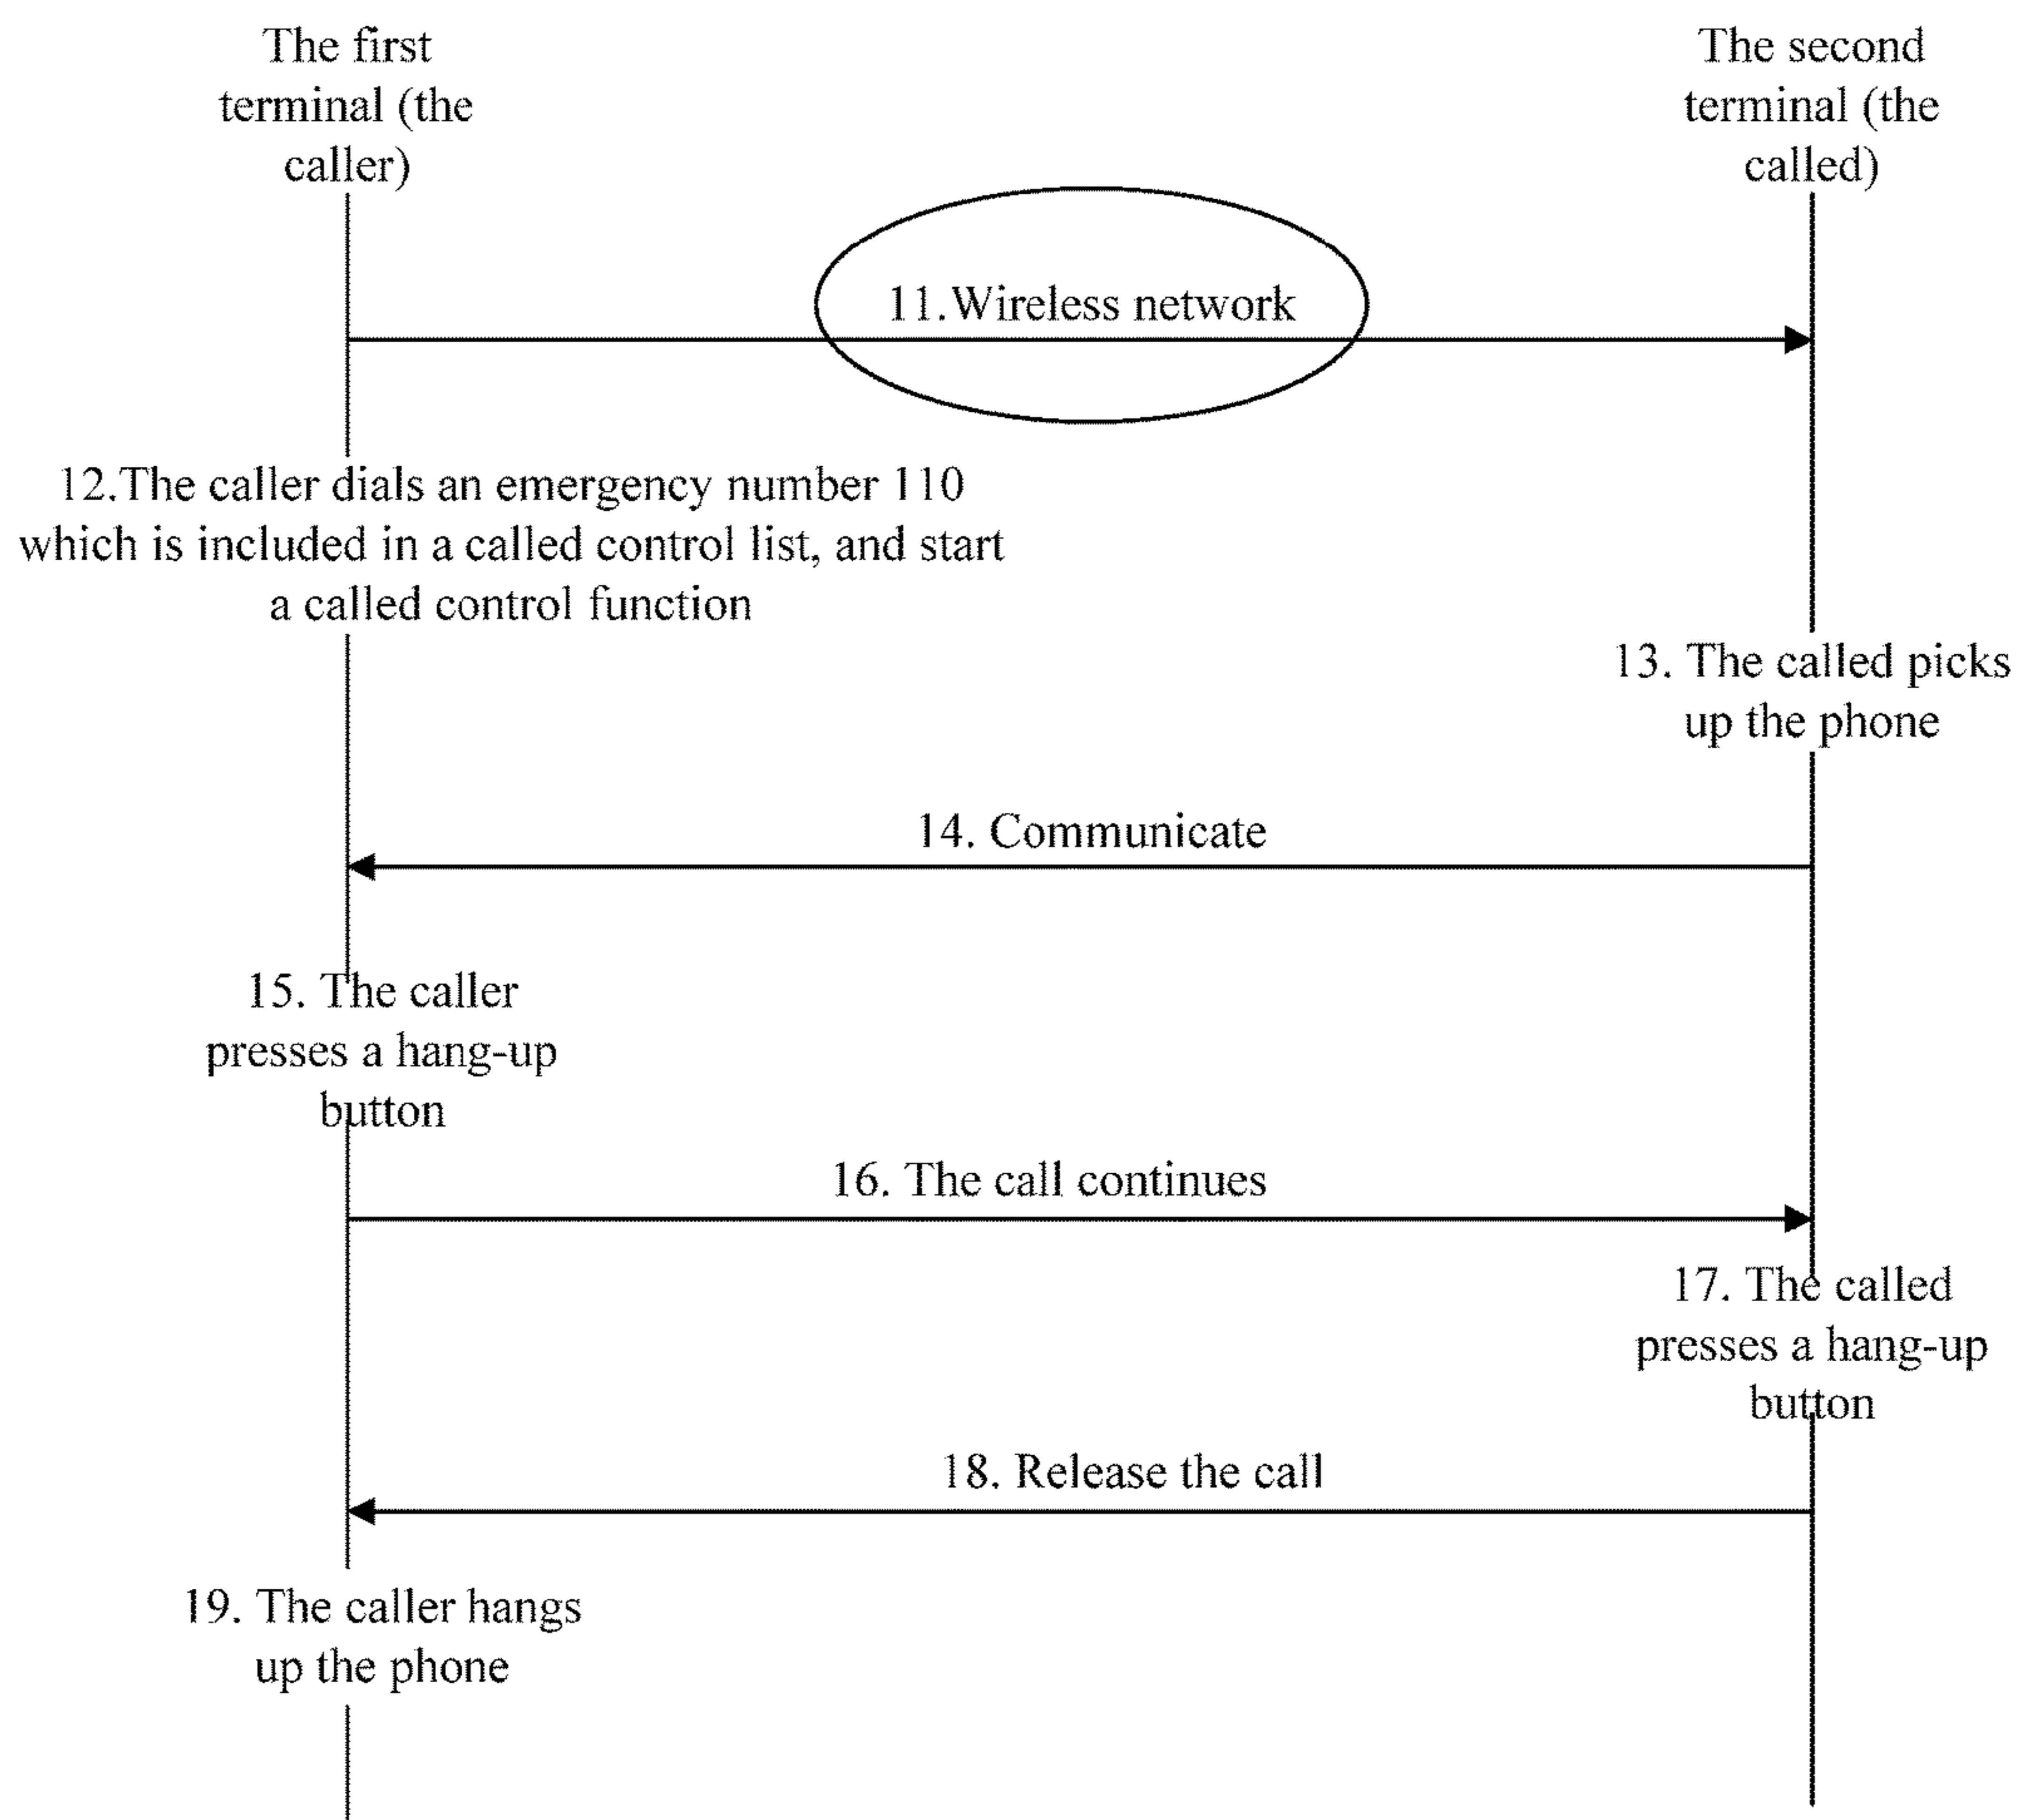 The first
terminal (the
caller)
The second
terminal (the
called)
11.Wireless network
12.The caller dials an emergency number 110
which is included in a called control list, and start
a called control function
13. The called picks
up the phone
14. Communicate
15. The caller
presses a hang-up
button
16. The call continues
17. The called
presses a hang-up
button
18. Release the call
19. The caller hangs
up the phone